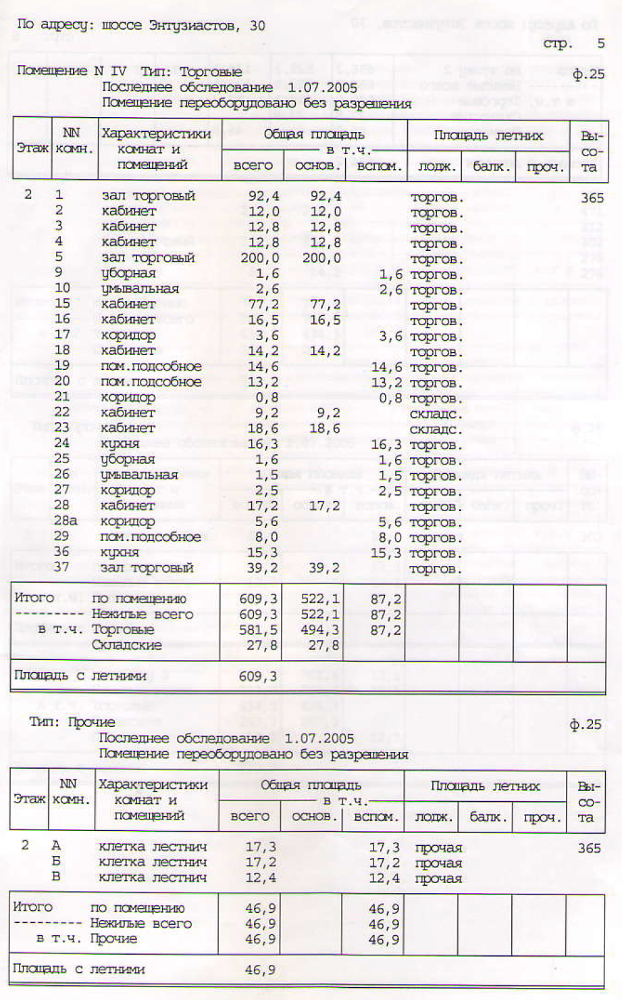 По адресу: шоссе Энтузиастов, 30
стр. 5
Помещение N IV Тип: Торговые ф.25
Последнее обследование 1.07.2005
Помещение переоборудовано без разрешения
Этаж NN комн. Характеристики комнат и помещений Общая площадь всего в т.ч. основ. вспом. Площадь летних лодж. балк. проч. Вы-со-та
2 1 зал торговый 92,4 92,4 торгов. 365
2 кабинет 12,0 12,0 торгов.
3 кабинет 12,8 12,8 торгов.
4 кабинет 12,8 12,8 торгов.
5 зал торговый 200,0 200,0 торгов.
9 уборная 1,6 1,6 торгов.
10 умывальная 2,6 2,6 торгов.
15 кабинет 77,2 77,2 торгов.
16 кабинет 16,5 16,5 торгов.
17 коридор 3,6 3,6 торгов.
18 кабинет 14,2 14,2 торгов.
19 пом.подсобное 14,6 14,6 торгов.
20 пом.подсобное 13,2 13,2 торгов.
21 коридор 0,8 0,8 торгов.
22 кабинет 9,2 9,2 складс.
23 кабинет 18,6 18,6 складс.
24 кухня 16,3 16,3 торгов.
25 уборная 1,6 1,6 торгов.
26 умывальная 1,5 1,5 торгов.
27 коридор 2,5 2,5 торгов.
28 кабинет 17,2 17,2 торгов.
28а коридор 5,6 5,6 торгов.
29 пом.подсобное 8,0 8,0 торгов.
36 кухня 15,3 15,3 торгов.
37 зал торговый 39,2 39,2 торгов.
Итого по помещению 609,3 522,1 87,2
--------- Нежилые всего 609,3 522,1 87,2
в т.ч. Торговые 581,5 494,3 87,2
Складские 27,8 27,8
Площадь с летними 609,3
Тип: Прочие ф.25
Последнее обследование 1.07.2005
Помещение переоборудовано без разрешения
Этаж NN комн. Характеристики комнат и помещений Общая площадь всего в т.ч. основ. вспом. Площадь летних лодж. балк. проч. Вы-со-та
2 А клетка лестнич 17,3 17,3 прочая 365
Б клетка лестнич 17,2 17,2 прочая
В клетка лестнич 12,4 12,4 прочая
Итого по помещению 46,9 46,9
--------- Нежилые всего 46,9 46,9
в т.ч. Прочие 46,9 46,9
Площадь с летними 46,9